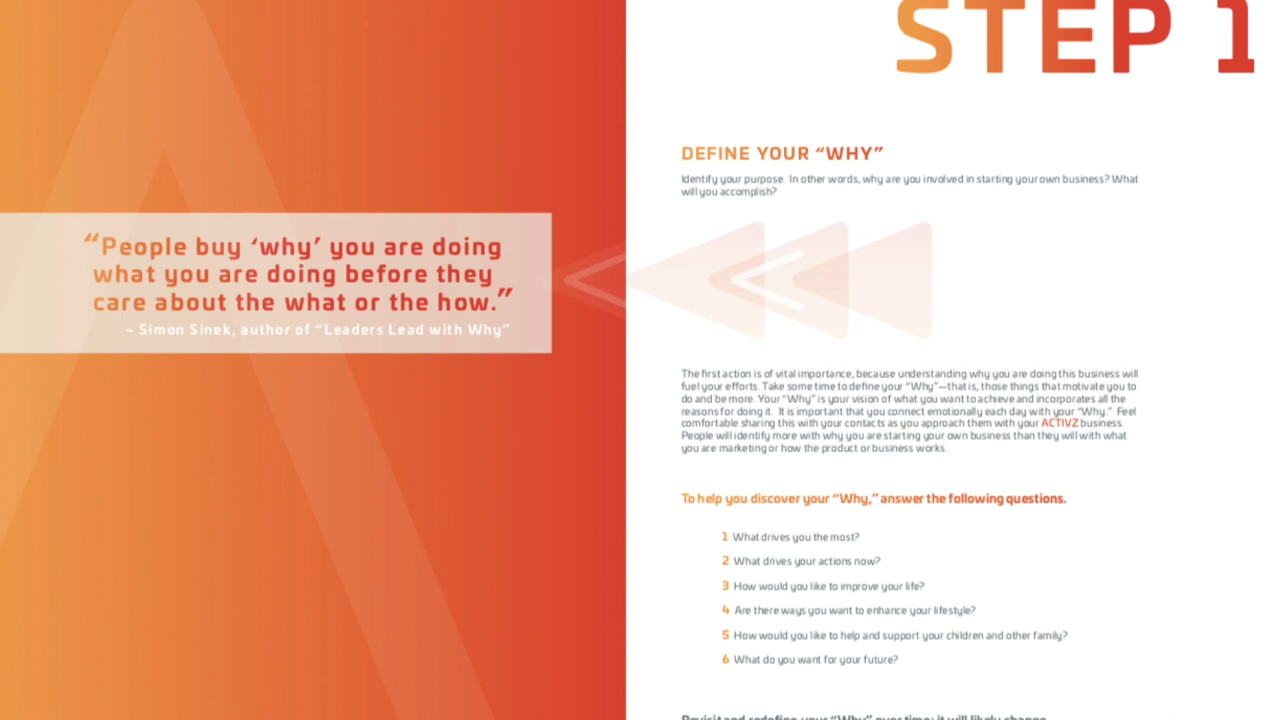 “People buy ‘why’ you are doing
what you are doing before they
care about the what or the how.”
– Simon Sinek, author of “Leaders Lead with Why”
STEP 1
DEFINE YOUR “WHY”
Identify your purpose. In other words, why are you involved in starting your own business? What
will you accomplish?
The first action is of vital importance, because understanding why you are doing this business will
fuel your efforts. Take some time to define your “Why”—that is, those things that motivate you to
do and be more. Your “Why” is your vision of what you want to achieve and incorporates all the
reasons for doing it. It is important that you connect emotionally each day with your “Why.” Feel
comfortable sharing this with your contacts as you approach them with your ACTIVZ business.
People will identify more with why you are starting your own business than they will with what
you are marketing or how the product or business works.
To help you discover your “Why,” answer the following questions.
1 What drives you the most?
2 What drives your actions now?
3 How would you like to improve your life?
4 Are there ways you want to enhance your lifestyle?
5 How would you like to help and support your children and other family?
6 What do you want for your future?
Revisit and redefine your “Why” over time; it will likely change.